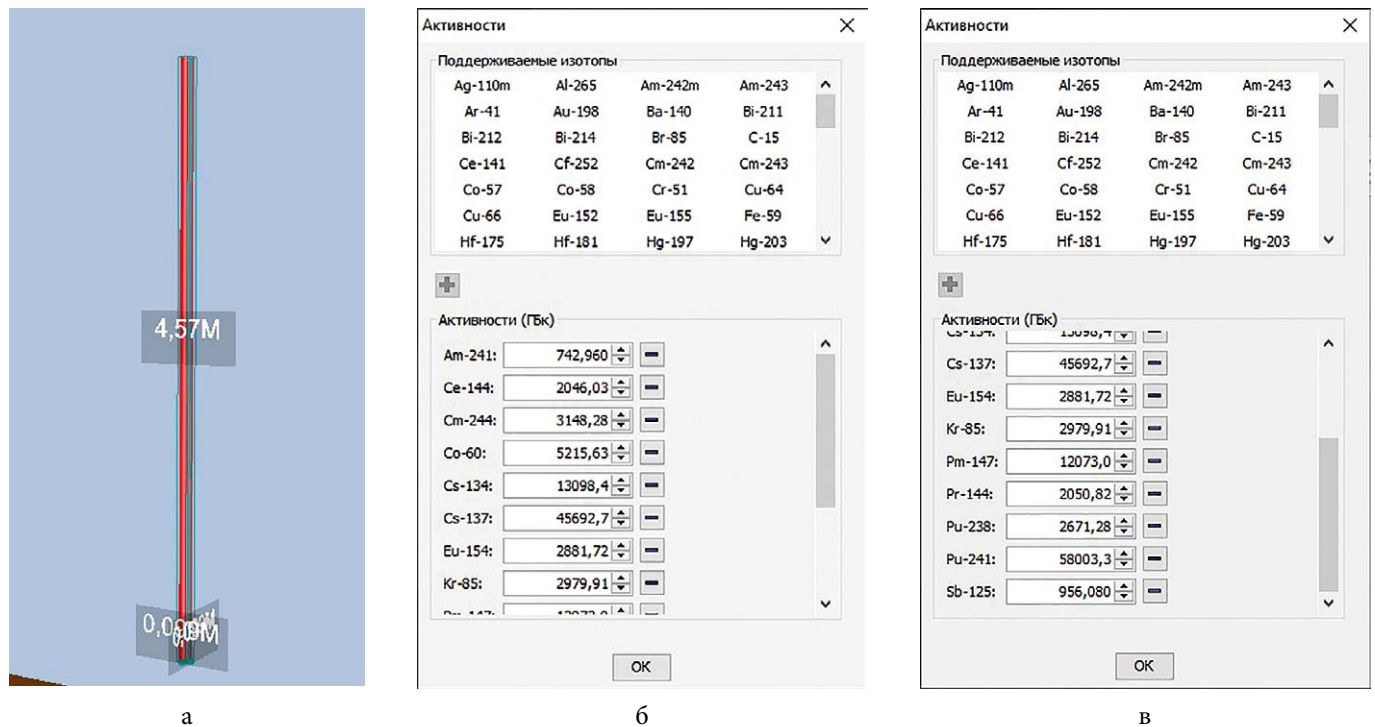 4,57М
Активности
Поддерживаемые изотопы
Ag-110m Al-265 Am-242m Am-243
Ar-41 Au-198 Ba-140 Bi-211
Bi-212 Bi-214 Br-85 C-15
Ce-141 Cf-252 Cm-242 Cm-243
Co-57 Co-58 Cr-51 Cu-64
Cu-66 Eu-152 Eu-155 Fe-59
Hf-175 Hf-181 Hg-197 Hg-203
Активности (ГБк)
Am-241: 742,960
Ce-144: 2046,03
Cm-244: 3148,28
Co-60: 5215,63
Cs-134: 13098,4
Cs-137: 45692,7
Eu-154: 2881,72
Kr-85: 2979,91
OK
Активности
Поддерживаемые изотопы
Ag-110m Al-265 Am-242m Am-243
Ar-41 Au-198 Ba-140 Bi-211
Bi-212 Bi-214 Br-85 C-15
Ce-141 Cf-252 Cm-242 Cm-243
Co-57 Co-58 Cr-51 Cu-64
Cu-66 Eu-152 Eu-155 Fe-59
Hf-175 Hf-181 Hg-197 Hg-203
Активности (ГБк)
Cs-134: 13098,4
Cs-137: 45692,7
Eu-154: 2881,72
Kr-85: 2979,91
Pm-147: 12073,0
Pr-144: 2050,82
Pu-238: 2671,28
Pu-241: 58003,3
Sb-125: 956,080
OK
а
б
в